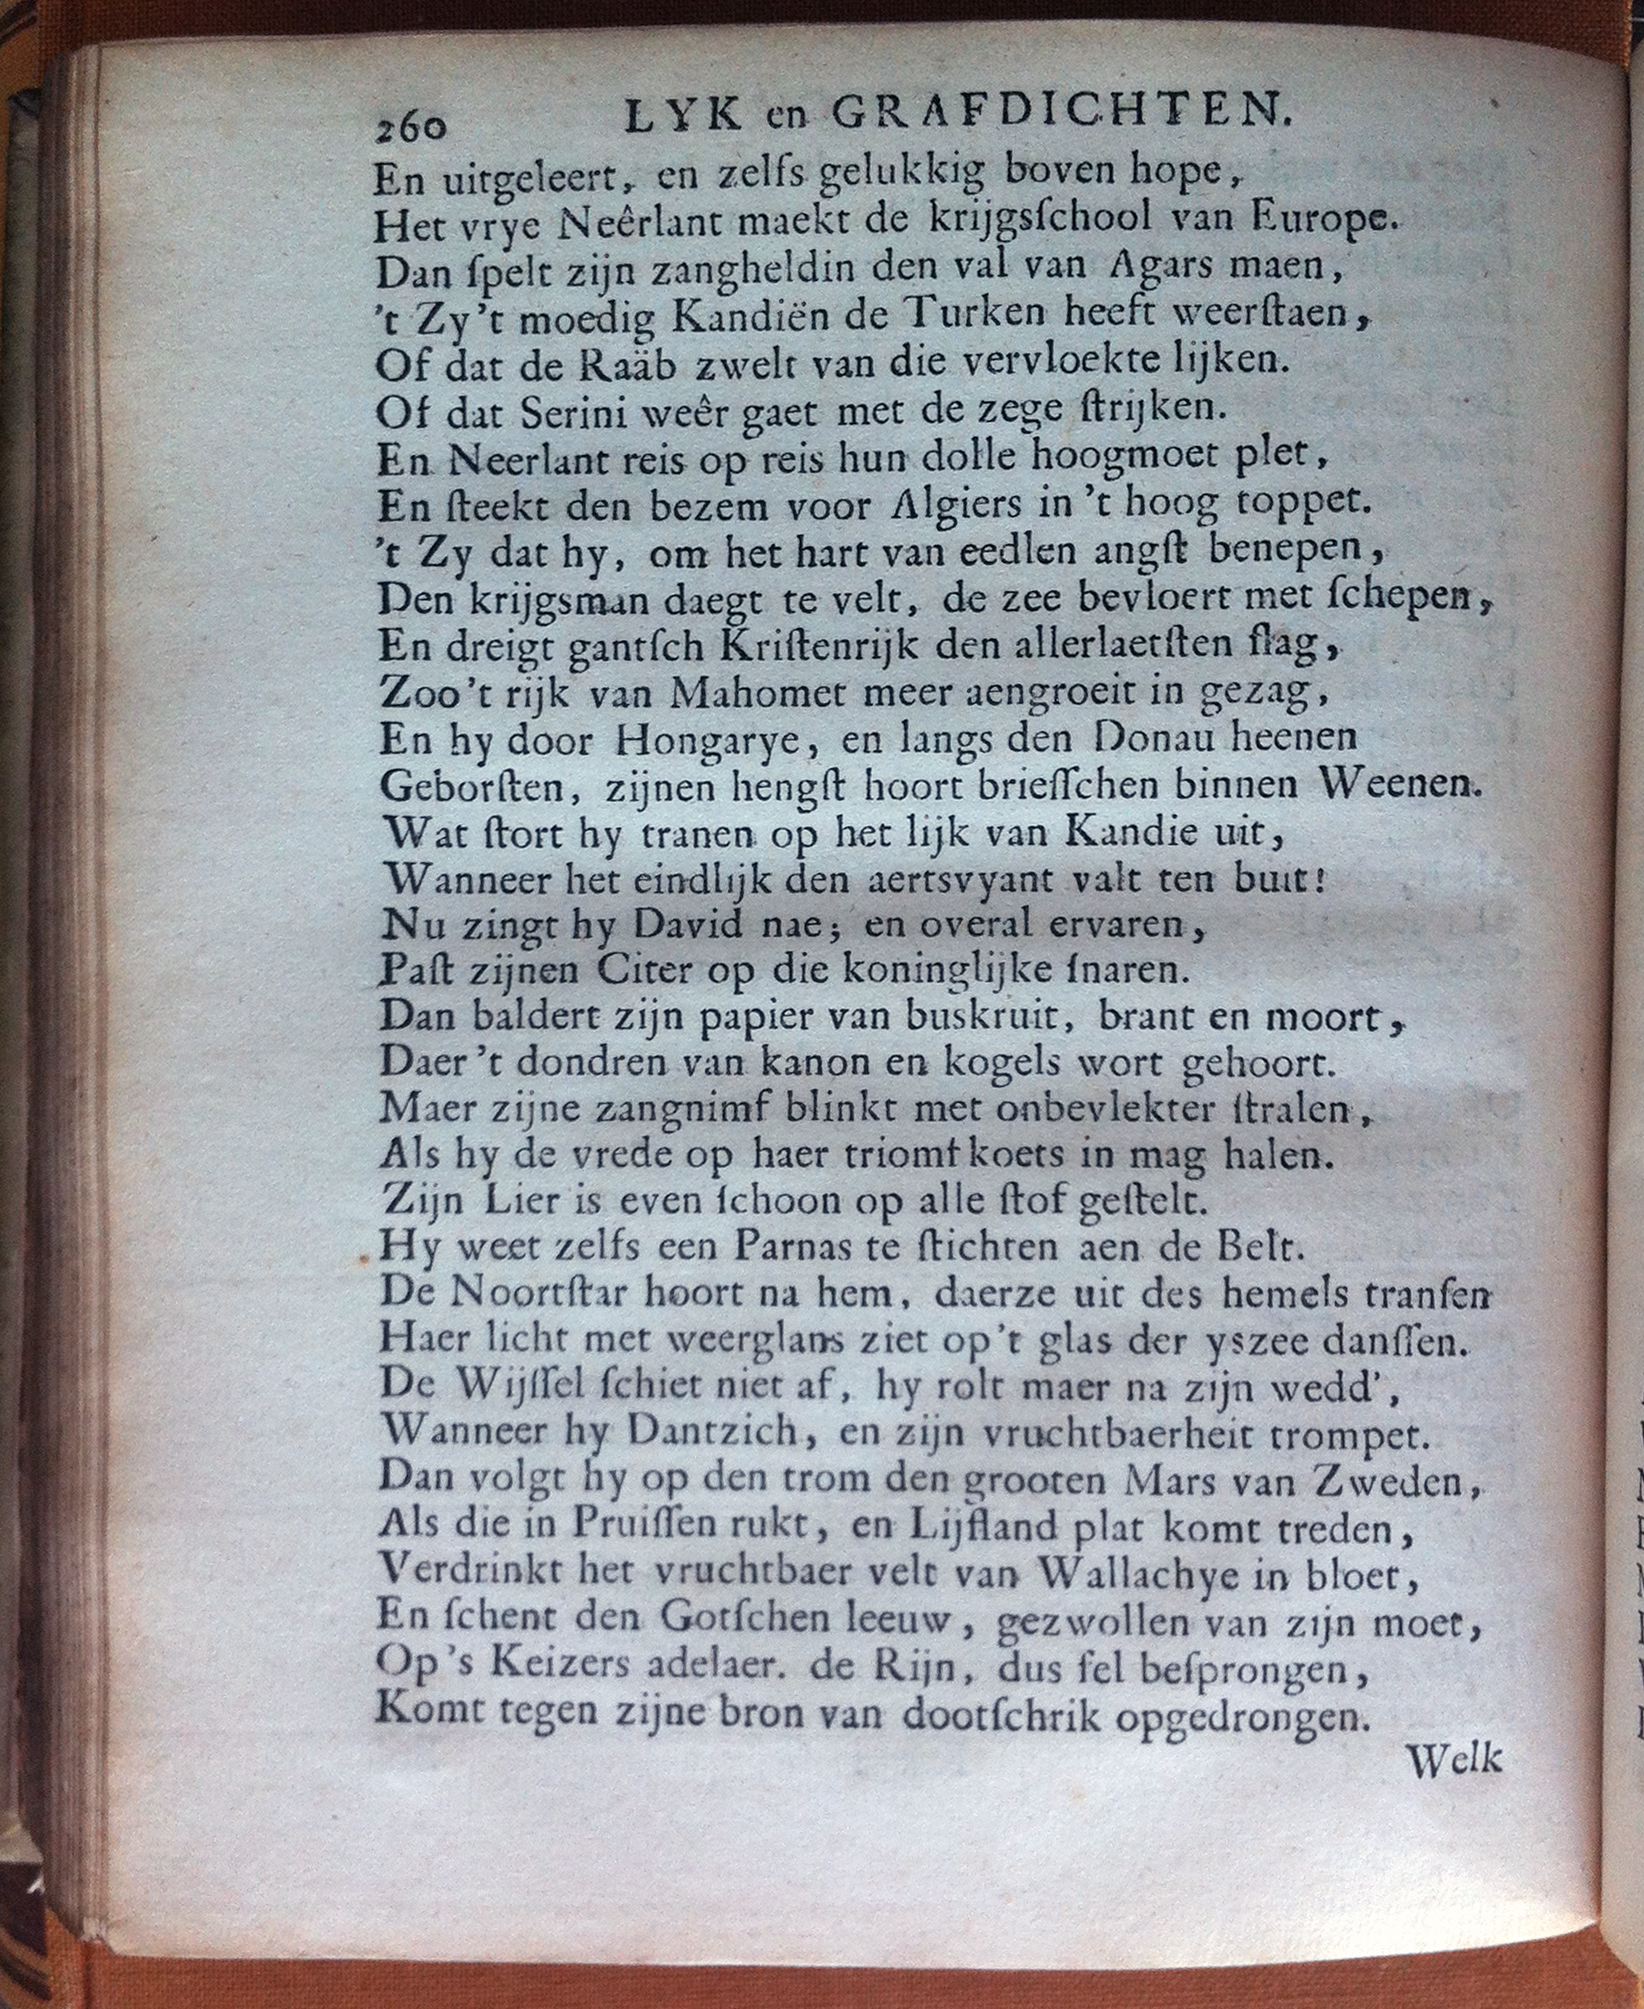 260 LYK en GRAFDICHTEN.
En uitgeleert, en zelfs gelukkig boven hope,
Het vrye Neêrlant maekt de krijgsſchool van Europe.
Dan ſpelt zijn zangheldin den val van Agars maen,
't Zy 't moedig Kandiën de Turken heeft weerſtaen,
Of dat de Raäb zwelt van die vervloekte lijken.
Of dat Serini weêr gaet met de zege ſtrijken.
En Neerlant reis op reis hun dolle hoogmoet plet,
En ſteekt den bezem voor Algiers in 't hoog toppet.
't Zy dat hy, om het hart van eedlen angſt benepen,
Den krijgsman daegt te velt, de zee bevloert met ſchepen,
En dreigt gantſch Kriſtenrijk den allerlaetſten ſlag,
Zoo 't rijk van Mahomet meer aengroeit in gezag,
En hy door Hongarye, en langs den Donau heenen
Geborſten, zijnen hengſt hoort brieſſchen binnen Weenen.
Wat ſtort hy tranen op het lijk van Kandie uit,
Wanneer het eindlijk den aertsvyant valt ten buit!
Nu zingt hy David nae; en overal ervaren,
Paſt zijnen Citer op die koninglijke ſnaren.
Dan baldert zijn papier van buskruit, brant en moort,
Daer 't dondren van kanon en kogels wort gehoort.
Maer zijne zangnimf blinkt met onbevlekter ſtralen,
Als hy de vrede op haer triomfkoets in mag halen.
Zijn Lier is even ſchoon op alle ſtof geſtelt.
Hy weet zelfs een Parnas te ſtichten aen de Belt.
De Noortſtar hoort na hem, daerze uit des hemels tranſen
Haer licht met weerglans ziet op 't glas der yszee danſſen.
De Wijſſel ſchiet niet af, hy rolt maer na zijn wedd',
Wanneer hy Dantzich, en zijn vruchtbaerheit trompet.
Dan volgt hy op den trom den grooten Mars van Zweden,
Als die in Pruiſſen rukt, en Lijfland plat komt treden,
Verdrinkt het vruchtbaer velt van Wallachye in bloet,
En ſchent den Gotſchen leeuw, gezwollen van zijn moet,
Op 's Keizers adelaer. de Rijn, dus fel beſprongen,
Komt tegen zijne bron van dootſchrik opgedrongen.
Welk